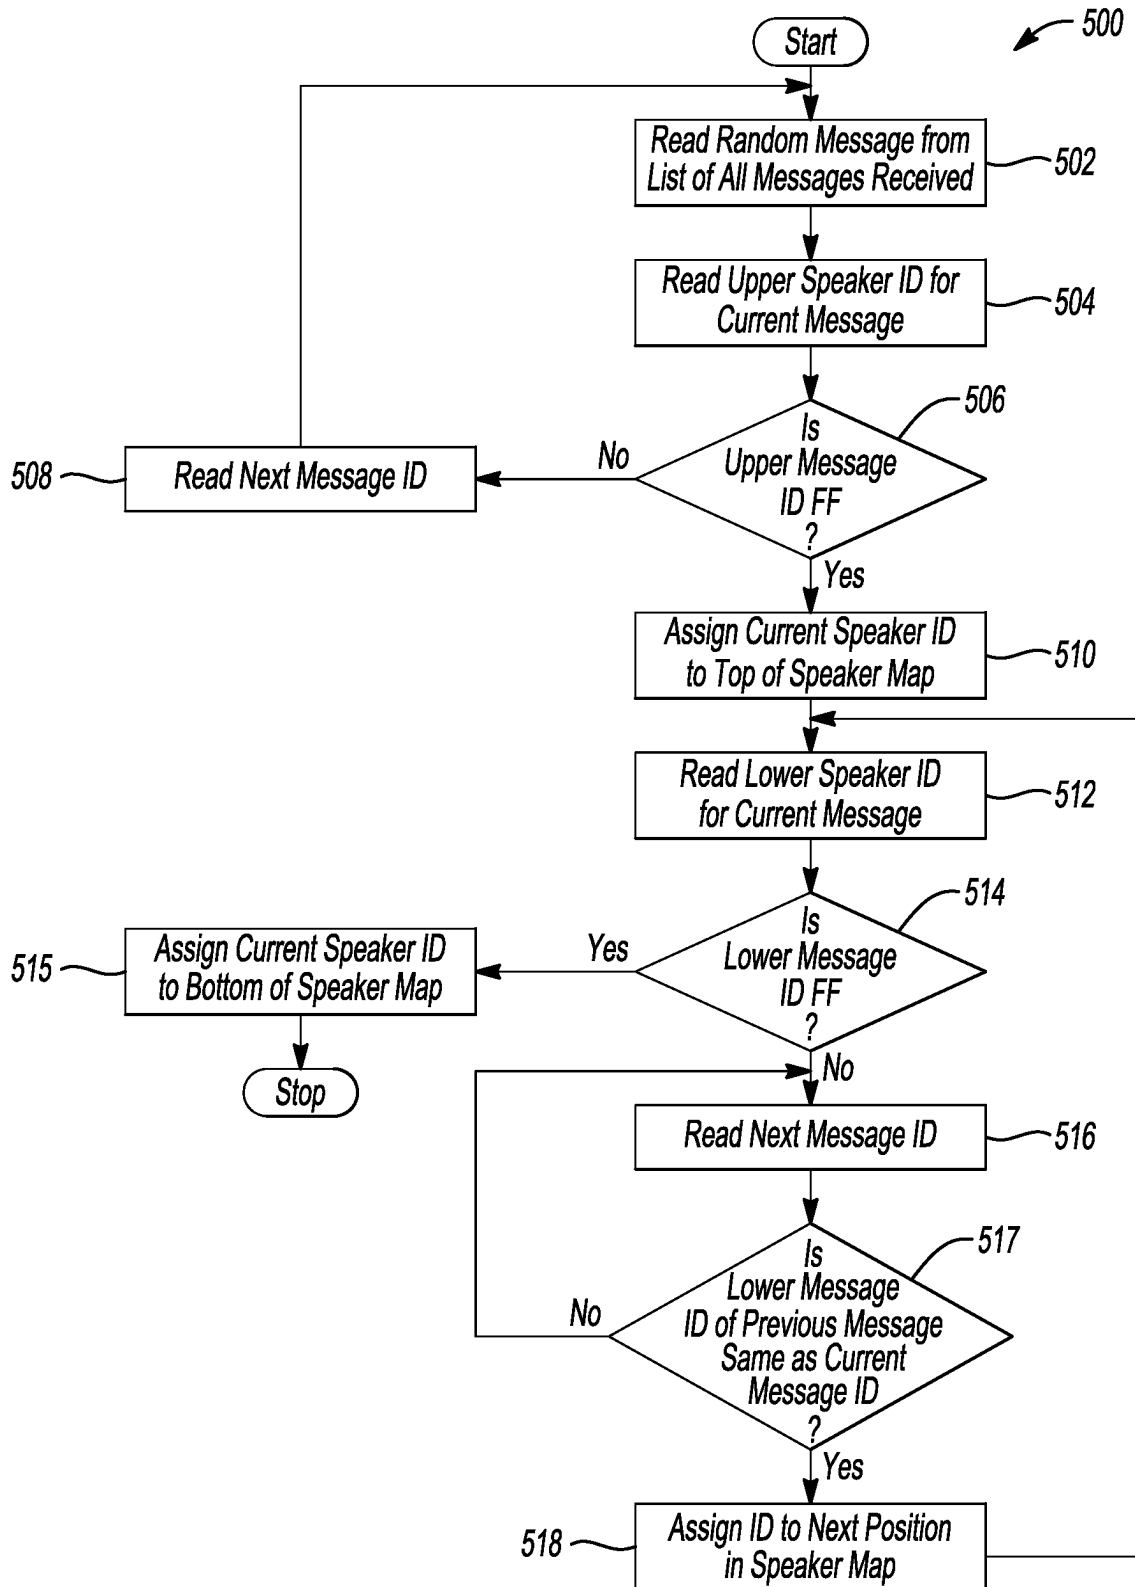 500
Start
Read Random Message from
List of All Messages Received
502
Read Upper Speaker ID for
Current Message
504
506
Is
Upper Message
ID FF
?
No
508
Read Next Message ID
Yes
Assign Current Speaker ID
to Top of Speaker Map
510
Read Lower Speaker ID
for Current Message
512
514
Is
Lower Message
ID FF
?
Yes
515
Assign Current Speaker ID
to Bottom of Speaker Map
Stop
No
Read Next Message ID
516
517
Is
Lower Message
ID of Previous Message
Same as Current
Message ID
?
No
Yes
518
Assign ID to Next Position
in Speaker Map